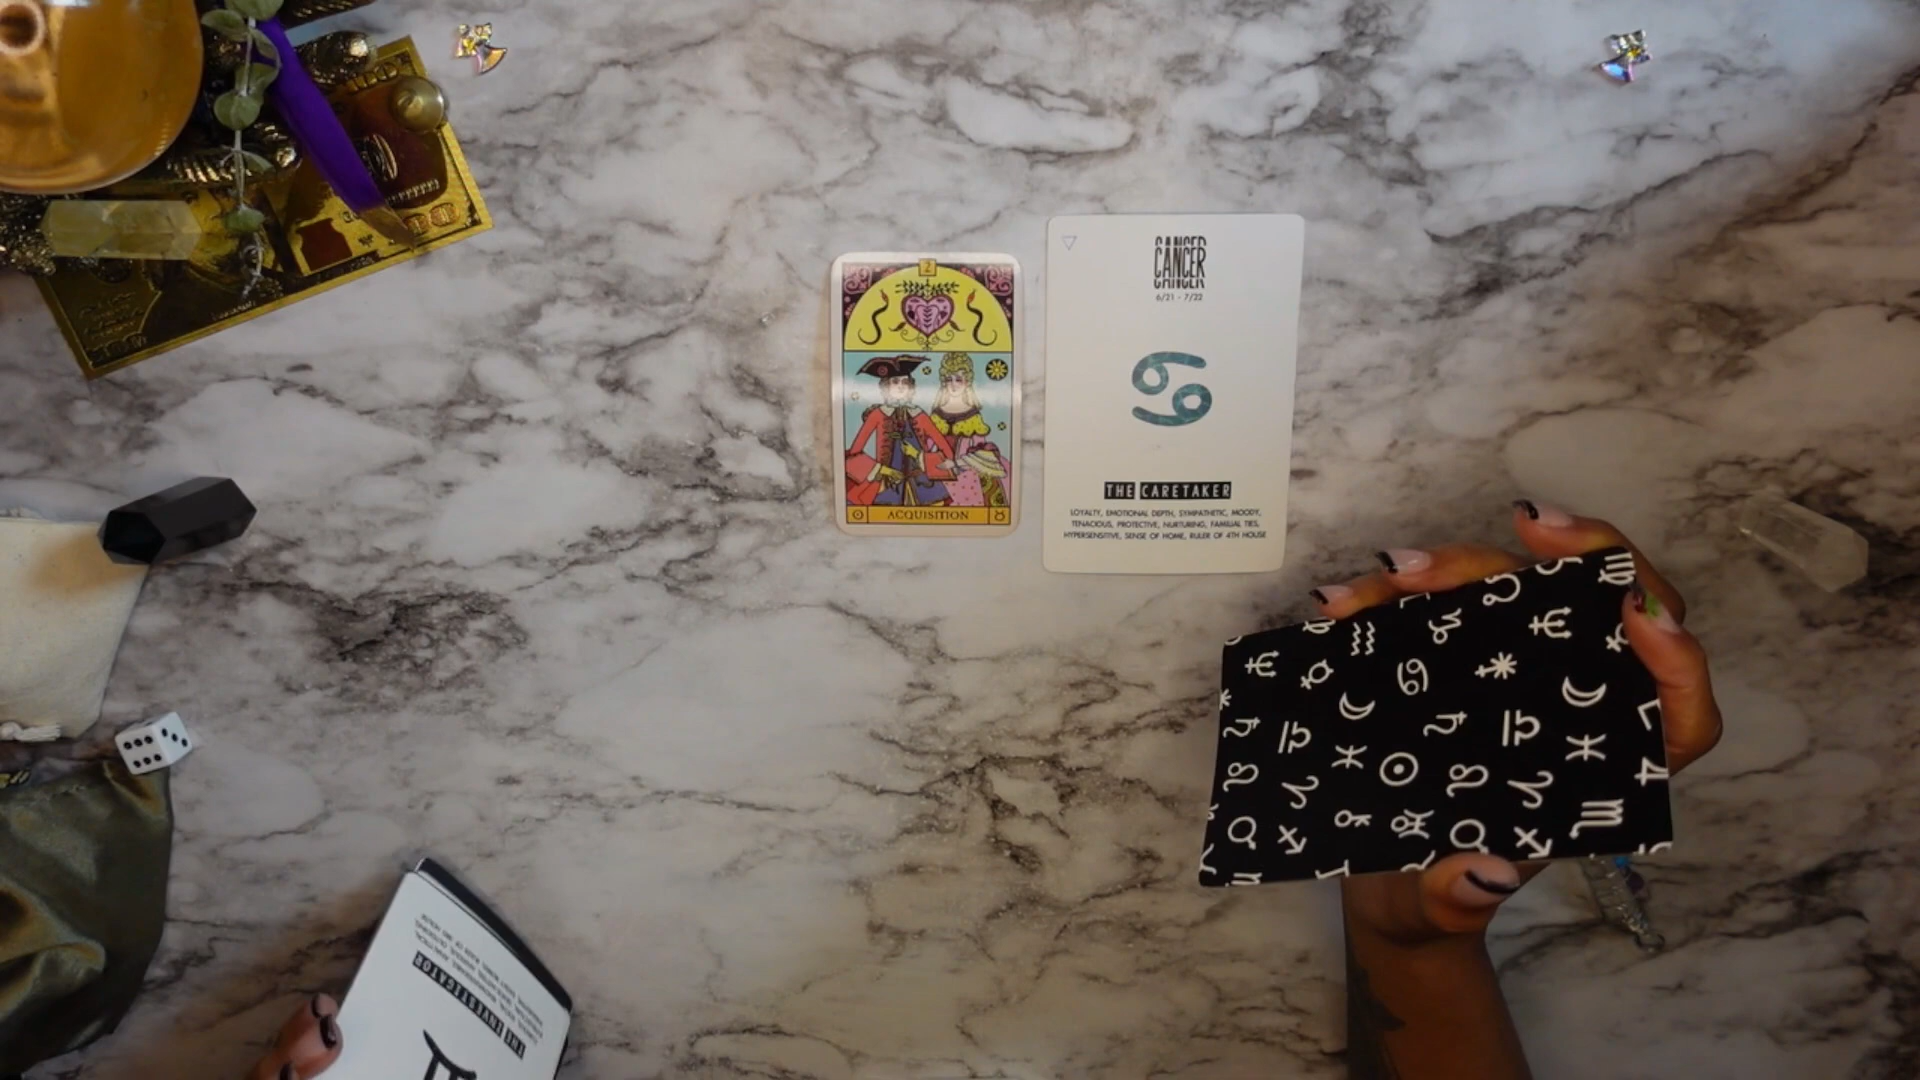 2
ACQUISITION
CANCER
6/21 - 7/22
THE CARETAKER
LOYALTY, EMOTIONAL DEPTH, SYMPATHETIC, MOODY,
TENACIOUS, PROTECTIVE, NURTURING, FAMILIAL TIES,
HYPERSENSITIVE, SENSE OF HOME, RULER OF 4TH HOUSE
THE INVESTIGATOR